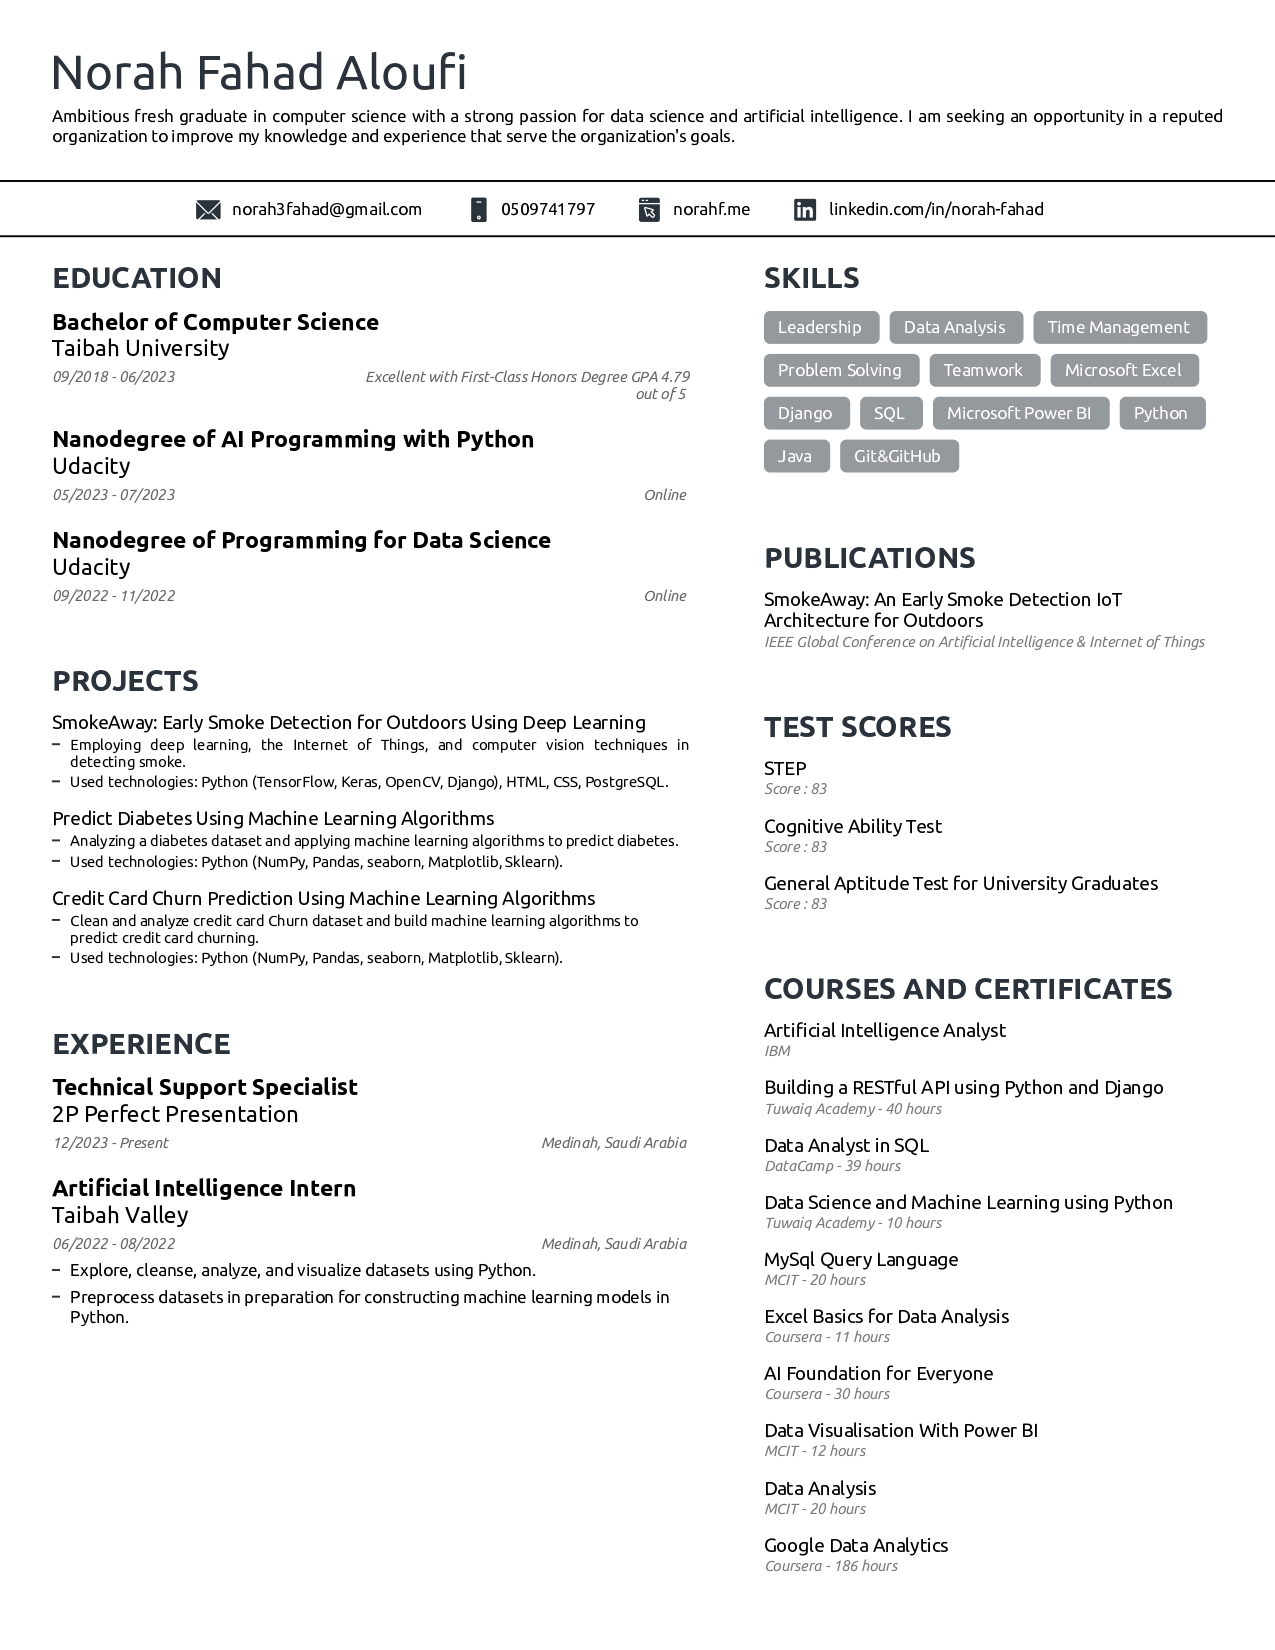 Norah Fahad Aloufi
Ambitious fresh graduate in computer science with a strong passion for data science and artificial intelligence. I am seeking an opportunity in a reputed
organization to improve my knowledge and experience that serve the organization's goals.
norah3fahad@gmail.com
0509741797
norahf.me
linkedin.com/in/norah-fahad
EDUCATION
Bachelor of Computer Science
Taibah University
09/2018 - 06/2023
Excellent with First-Class Honors Degree GPA 4.79
out of 5
Nanodegree of AI Programming with Python
Udacity
05/2023 - 07/2023
Online
Nanodegree of Programming for Data Science
Udacity
09/2022 - 11/2022
Online
PROJECTS
SmokeAway: Early Smoke Detection for Outdoors Using Deep Learning
– Employing deep learning, the Internet of Things, and computer vision techniques in
detecting smoke.
– Used technologies: Python (TensorFlow, Keras, OpenCV, Django), HTML, CSS, PostgreSQL.
Predict Diabetes Using Machine Learning Algorithms
– Analyzing a diabetes dataset and applying machine learning algorithms to predict diabetes.
– Used technologies: Python (NumPy, Pandas, seaborn, Matplotlib, Sklearn).
Credit Card Churn Prediction Using Machine Learning Algorithms
– Clean and analyze credit card Churn dataset and build machine learning algorithms to
predict credit card churning.
– Used technologies: Python (NumPy, Pandas, seaborn, Matplotlib, Sklearn).
EXPERIENCE
Technical Support Specialist
2P Perfect Presentation
12/2023 - Present
Medinah, Saudi Arabia
Artificial Intelligence Intern
Taibah Valley
06/2022 - 08/2022
Medinah, Saudi Arabia
– Explore, cleanse, analyze, and visualize datasets using Python.
– Preprocess datasets in preparation for constructing machine learning models in
Python.
SKILLS
Leadership
Data Analysis
Time Management
Problem Solving
Teamwork
Microsoft Excel
Django
SQL
Microsoft Power BI
Python
Java
Git&GitHub
PUBLICATIONS
SmokeAway: An Early Smoke Detection IoT
Architecture for Outdoors
IEEE Global Conference on Artificial Intelligence & Internet of Things
TEST SCORES
STEP
Score : 83
Cognitive Ability Test
Score : 83
General Aptitude Test for University Graduates
Score : 83
COURSES AND CERTIFICATES
Artificial Intelligence Analyst
IBM
Building a RESTful API using Python and Django
Tuwaiq Academy - 40 hours
Data Analyst in SQL
DataCamp - 39 hours
Data Science and Machine Learning using Python
Tuwaiq Academy - 10 hours
MySql Query Language
MCIT - 20 hours
Excel Basics for Data Analysis
Coursera - 11 hours
AI Foundation for Everyone
Coursera - 30 hours
Data Visualisation With Power BI
MCIT - 12 hours
Data Analysis
MCIT - 20 hours
Google Data Analytics
Coursera - 186 hours